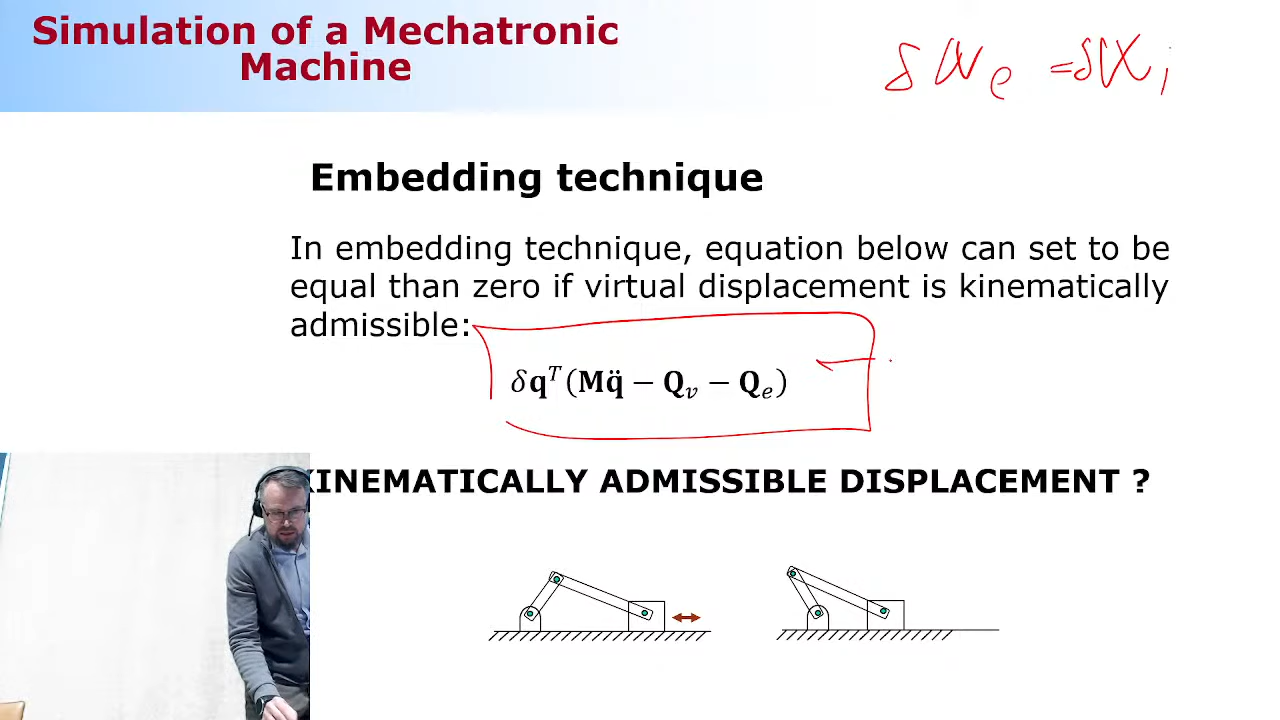 Simulation of a Mechatronic
Machine
δWₑ = δWᵢ
Embedding technique
In embedding technique, equation below can set to be
equal than zero if virtual displacement is kinematically
admissible:
δ𝐪ᵀ(𝐌𝐪̈ − 𝐐ᵥ − 𝐐ₑ)
KINEMATICALLY ADMISSIBLE DISPLACEMENT ?